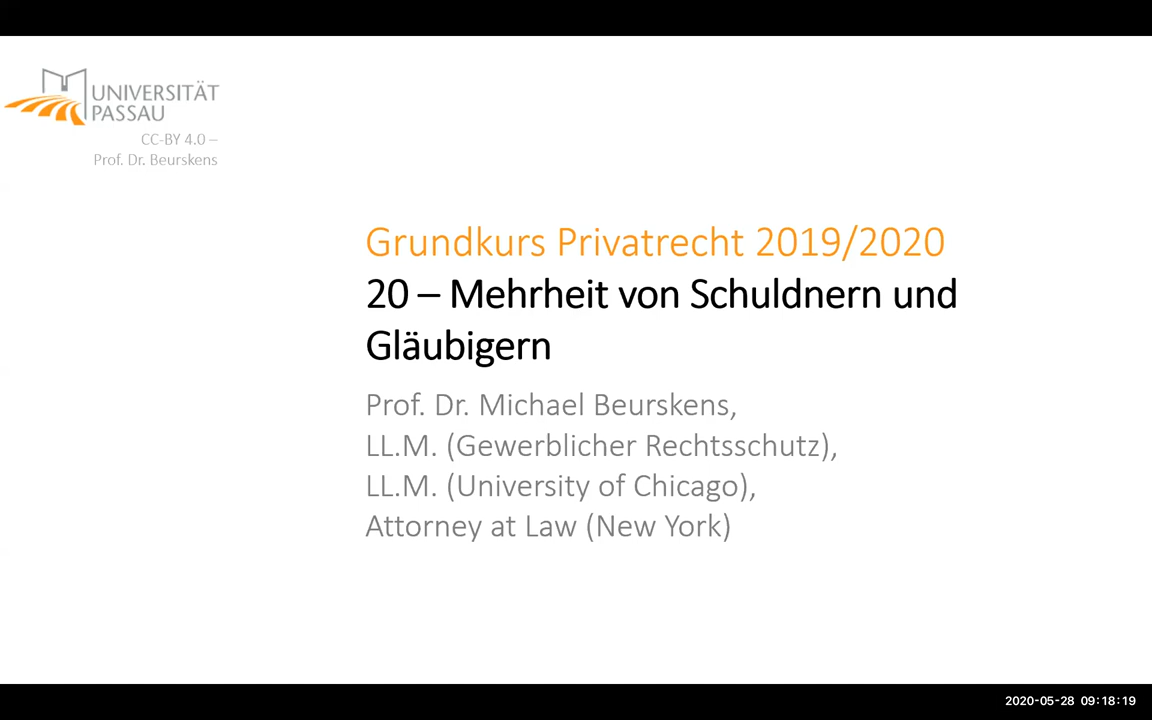 UNIVERSITÄT
PASSAU
CC-BY 4.0 –
Prof. Dr. Beurskens
Grundkurs Privatrecht 2019/2020
20 – Mehrheit von Schuldnern und
Gläubigern
Prof. Dr. Michael Beurskens,
LL.M. (Gewerblicher Rechtsschutz),
LL.M. (University of Chicago),
Attorney at Law (New York)
2020-05-28 09:18:19